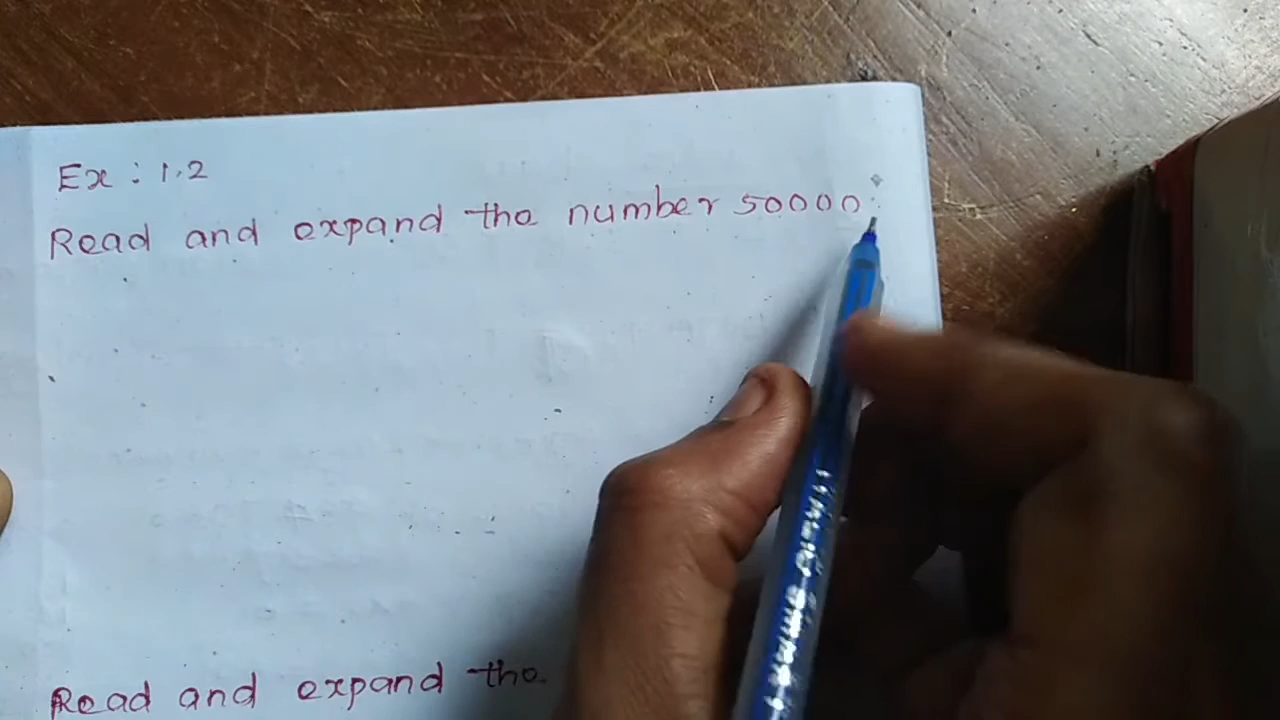 Ex : 1.2
Read and expand the number 50000:
Read and expand the